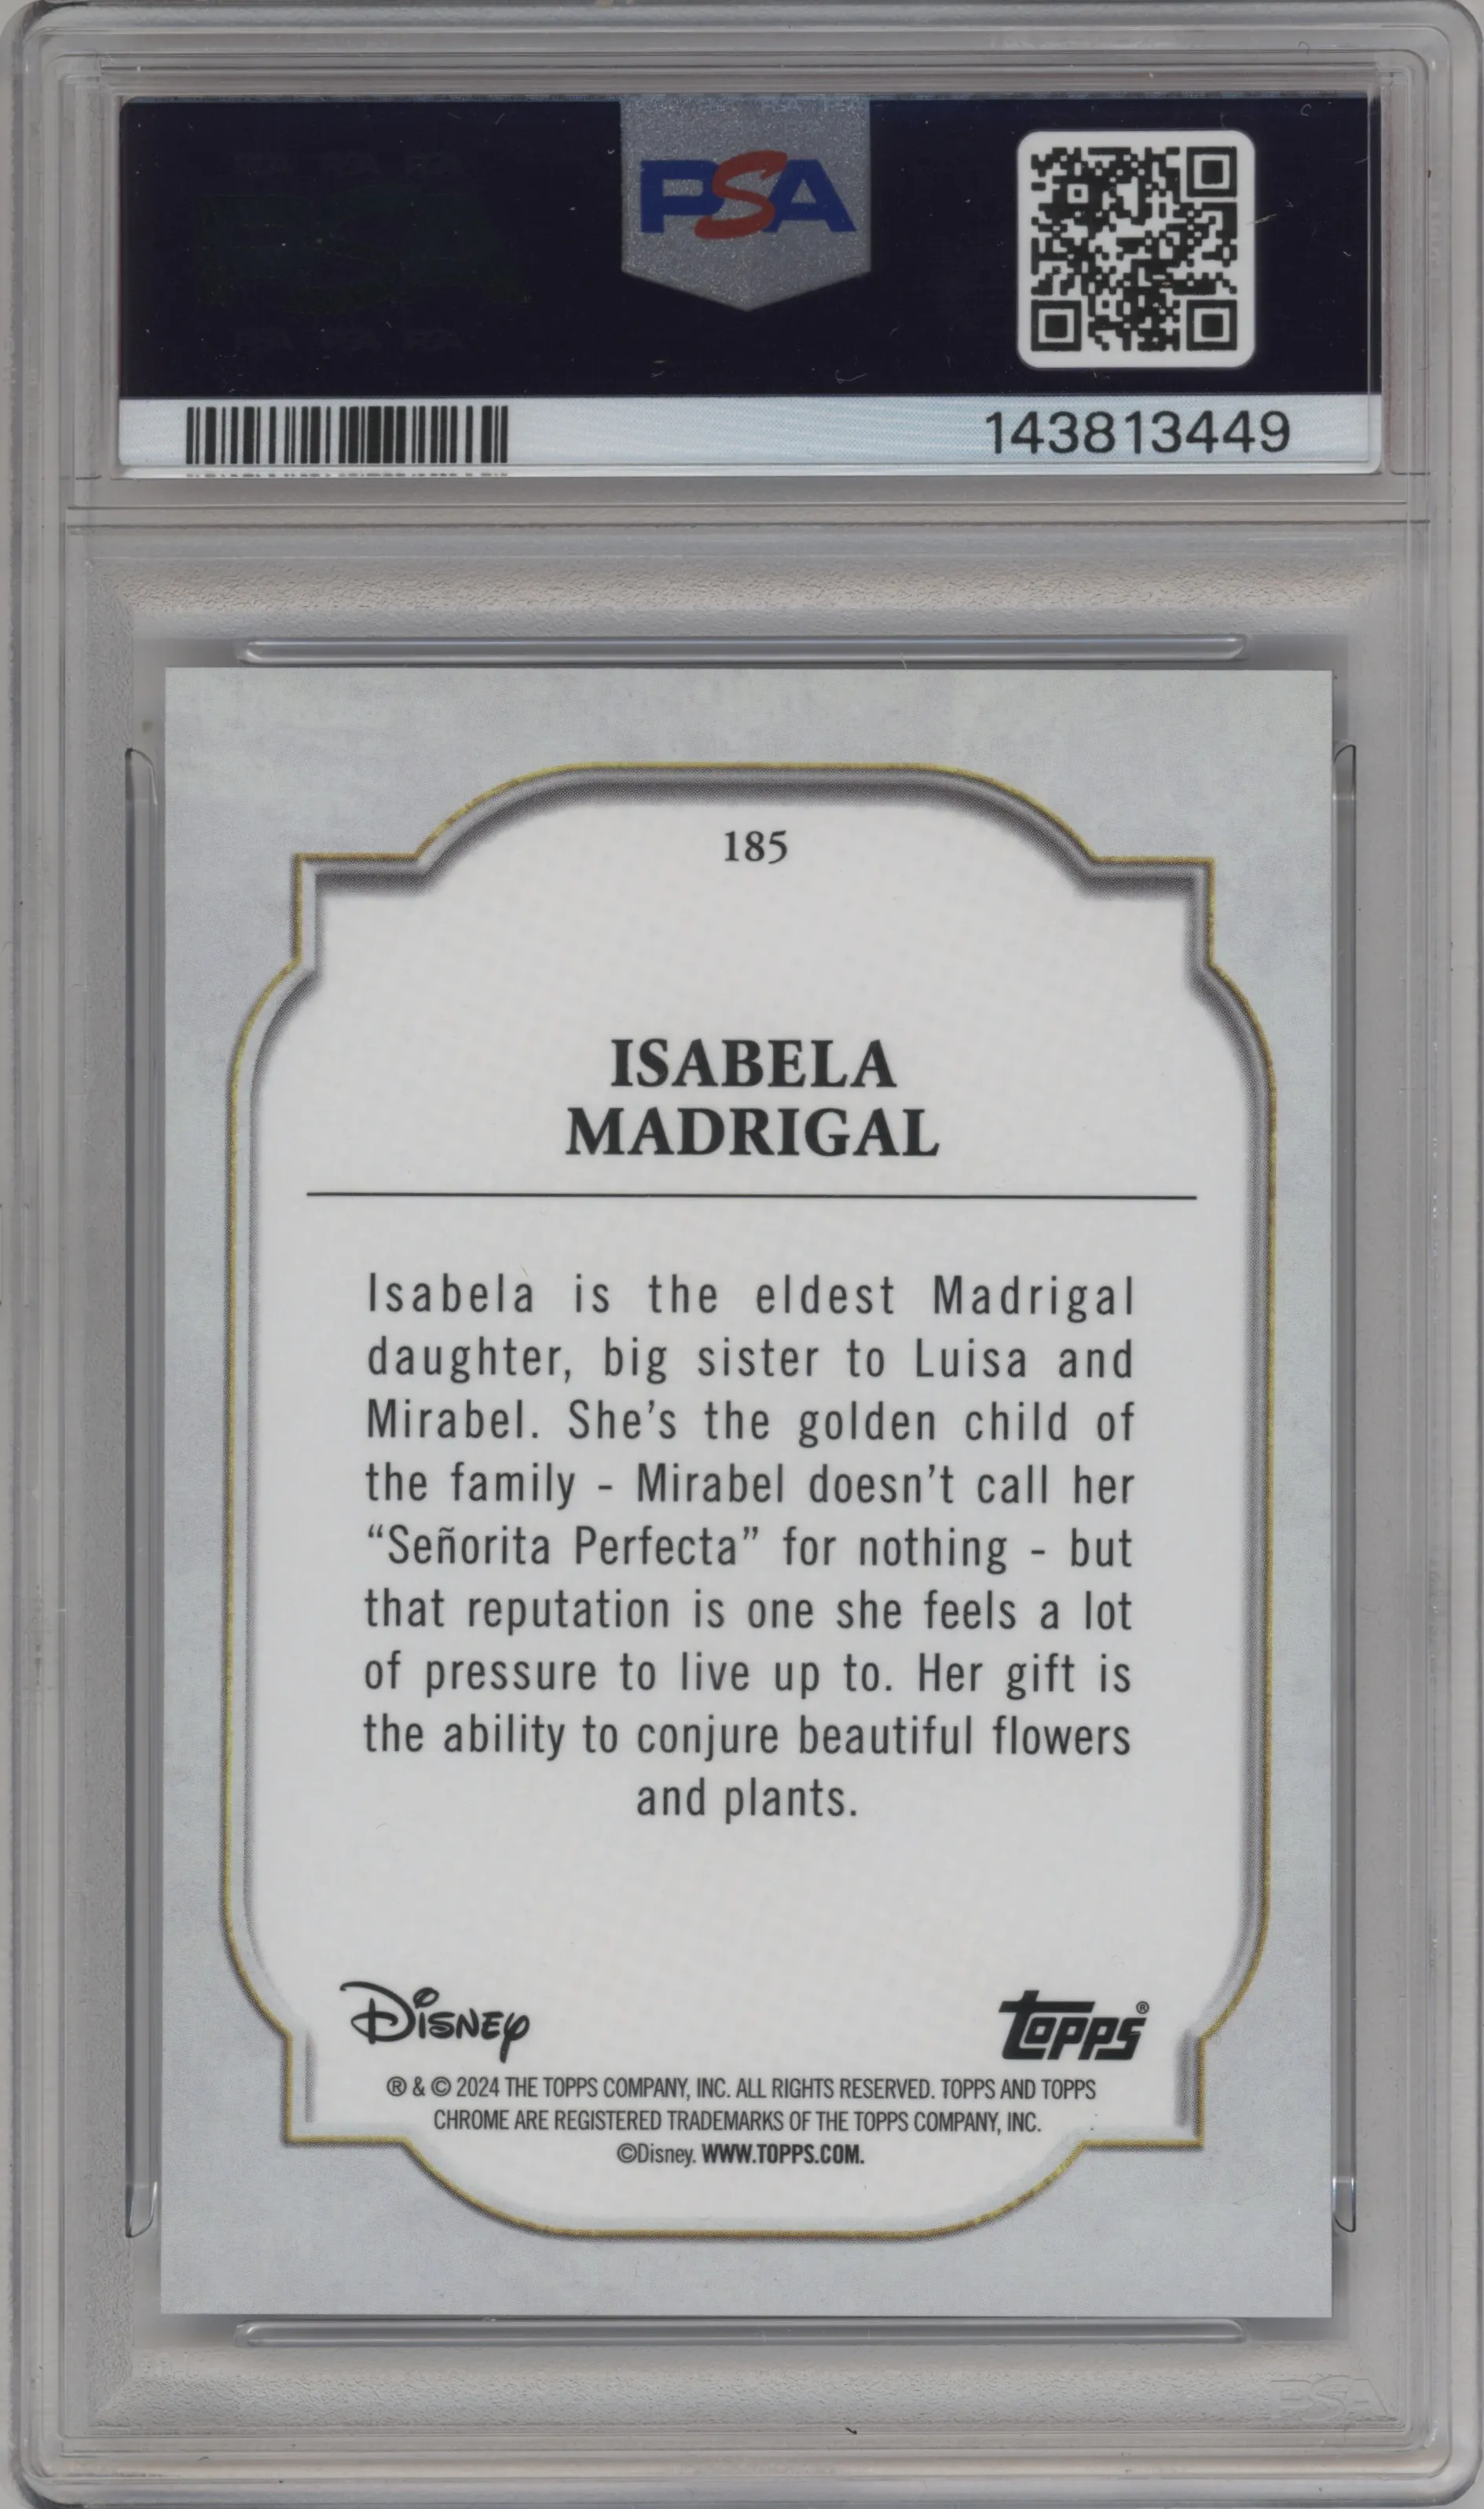 PSA
143813449
185
ISABELA
MADRIGAL
Isabela is the eldest Madrigal
daughter, big sister to Luisa and
Mirabel. She’s the golden child of
the family - Mirabel doesn’t call her
“Señorita Perfecta” for nothing - but
that reputation is one she feels a lot
of pressure to live up to. Her gift is
the ability to conjure beautiful flowers
and plants.
Disney
topps®
® & © 2024 THE TOPPS COMPANY, INC. ALL RIGHTS RESERVED. TOPPS AND TOPPS
CHROME ARE REGISTERED TRADEMARKS OF THE TOPPS COMPANY, INC.
©Disney. WWW.TOPPS.COM.
PSA